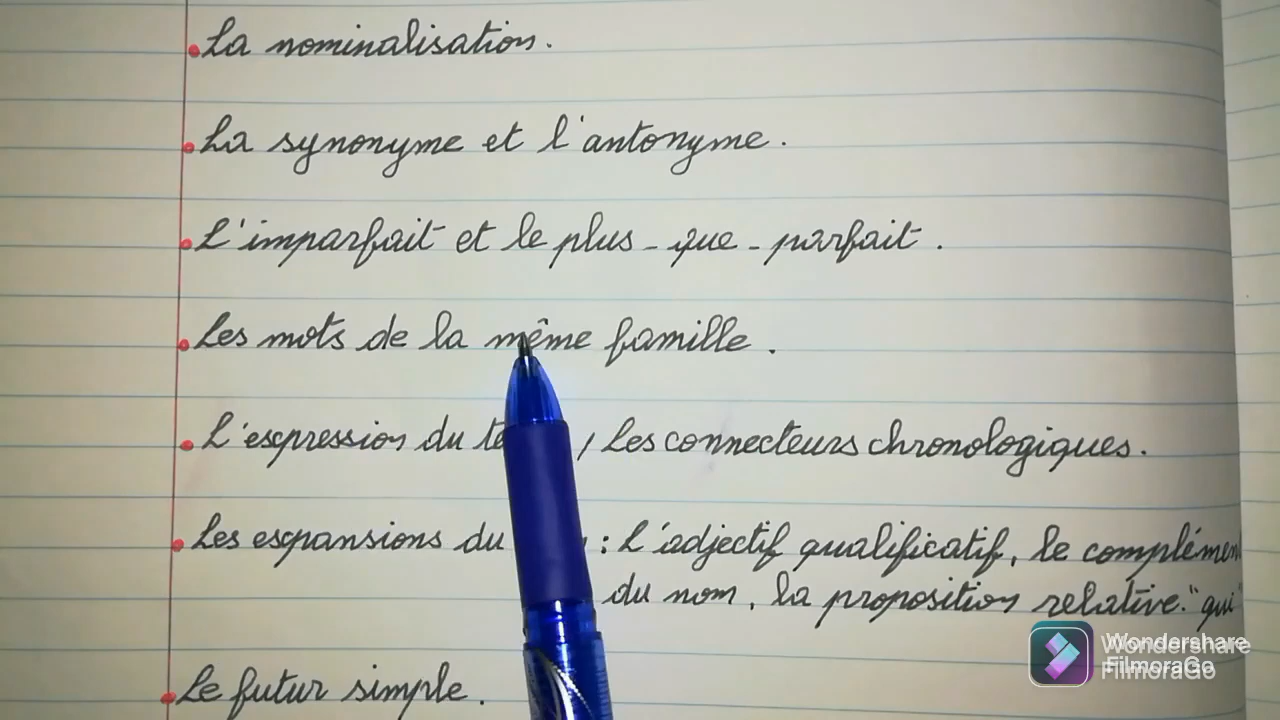 La nominalisation.
La synonyme et l'antonyme.
L'imparfait et le plus-que-parfait.
Les mots de la même famille.
L'expression du / Les connecteurs chronologiques.
Les expansions du : L'adjectif qualificatif, le complémen
du nom, la proposition relative. "qui"
Le futur simple.
Wondershare
FilmoraGo